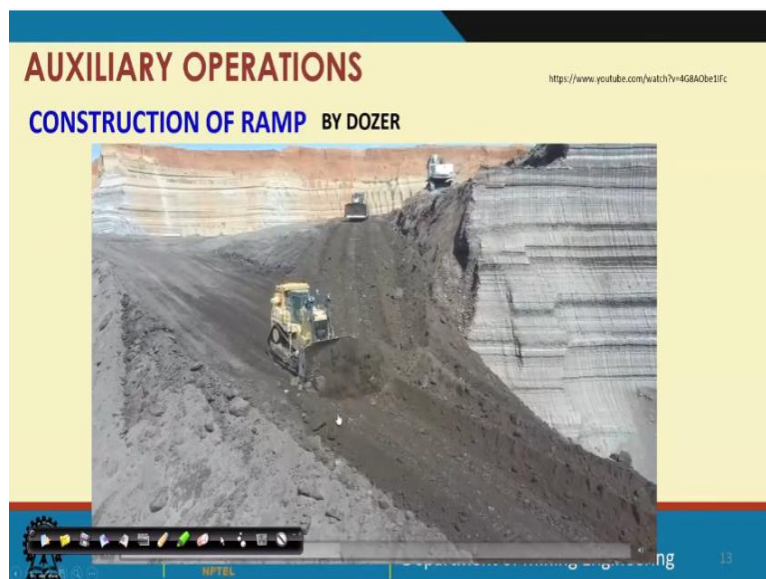 AUXILIARY OPERATIONS
https://www.youtube.com/watch?v=4G8AObe1IFc
CONSTRUCTION OF RAMP BY DOZER
Department of Mining Engineering
13
NPTEL